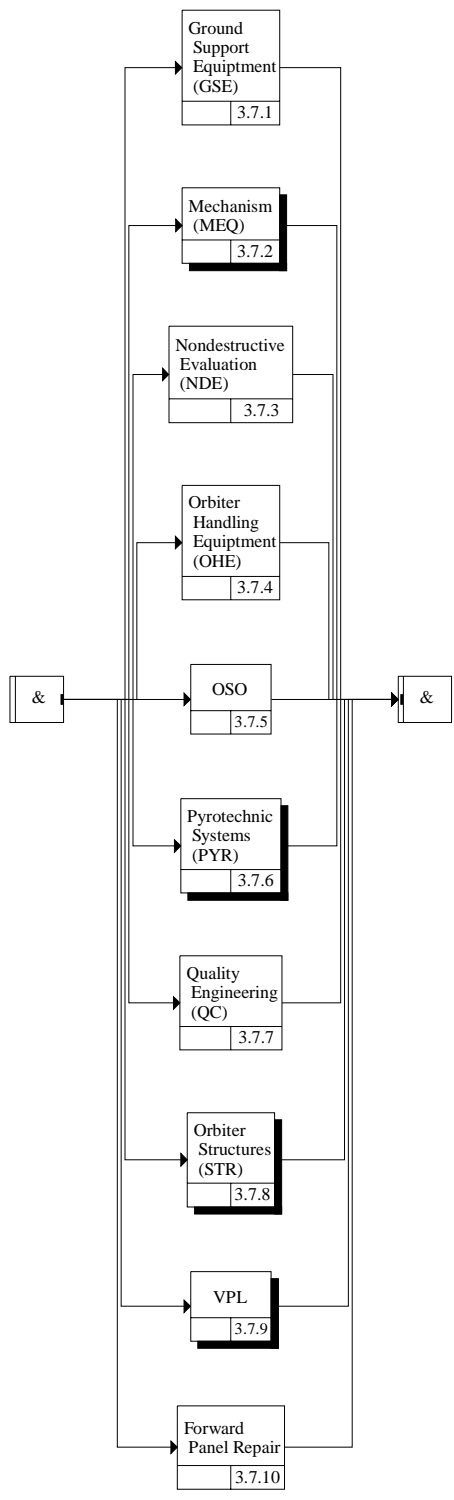 Ground
Support
Equiptment
(GSE)
3.7.1
Mechanism
(MEQ)
3.7.2
Nondestructive
Evaluation
(NDE)
3.7.3
Orbiter
Handling
Equiptment
(OHE)
3.7.4
&
OSO
&
3.7.5
Pyrotechnic
Systems
(PYR)
3.7.6
Quality
Engineering
(QC)
3.7.7
Orbiter
Structures
(STR)
3.7.8
VPL
3.7.9
Forward
Panel Repair
3.7.10